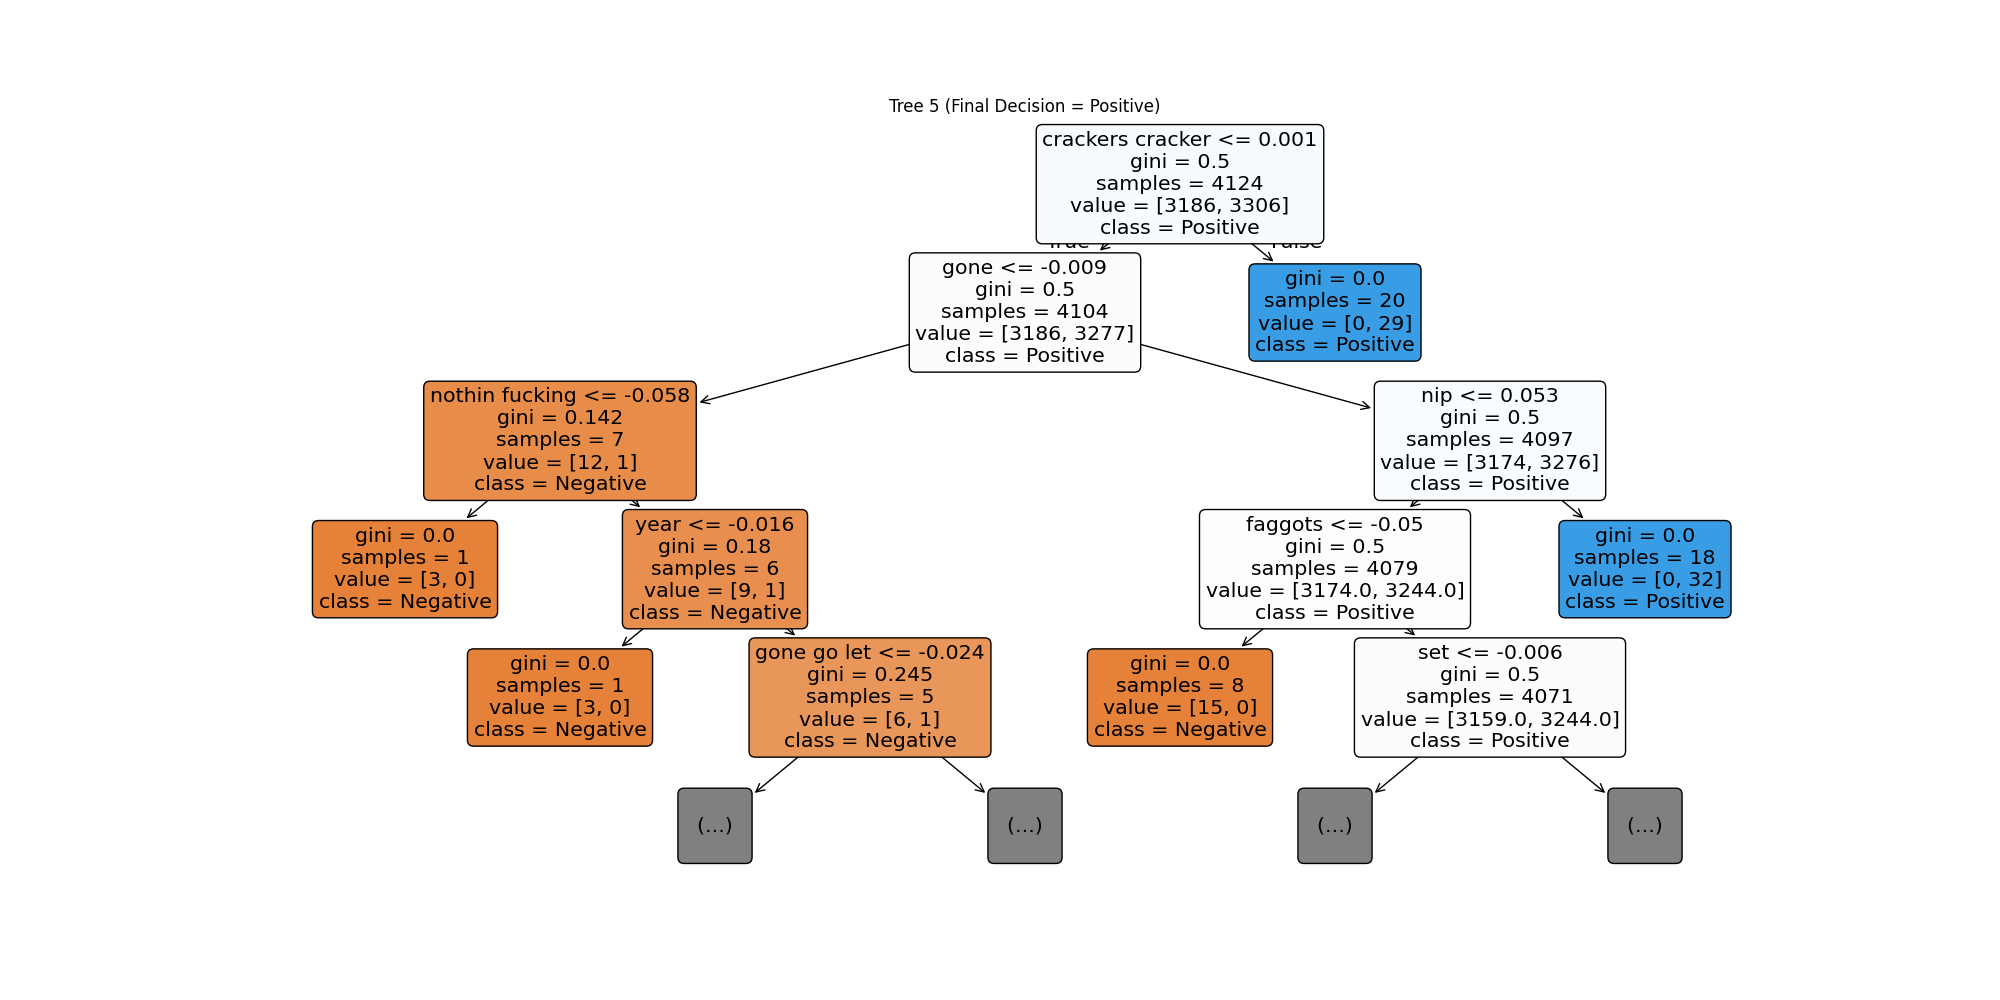 Tree 5 (Final Decision = Positive)
crackers cracker <= 0.001
gini = 0.5
samples = 4124
value = [3186, 3306]
class = Positive
True
False
gone <= -0.009
gini = 0.5
samples = 4104
value = [3186, 3277]
class = Positive
gini = 0.0
samples = 20
value = [0, 29]
class = Positive
nothin fucking <= -0.058
gini = 0.142
samples = 7
value = [12, 1]
class = Negative
nip <= 0.053
gini = 0.5
samples = 4097
value = [3174, 3276]
class = Positive
gini = 0.0
samples = 1
value = [3, 0]
class = Negative
year <= -0.016
gini = 0.18
samples = 6
value = [9, 1]
class = Negative
faggots <= -0.05
gini = 0.5
samples = 4079
value = [3174.0, 3244.0]
class = Positive
gini = 0.0
samples = 18
value = [0, 32]
class = Positive
gini = 0.0
samples = 1
value = [3, 0]
class = Negative
gone go let <= -0.024
gini = 0.245
samples = 5
value = [6, 1]
class = Negative
gini = 0.0
samples = 8
value = [15, 0]
class = Negative
set <= -0.006
gini = 0.5
samples = 4071
value = [3159.0, 3244.0]
class = Positive
(...)
(...)
(...)
(...)